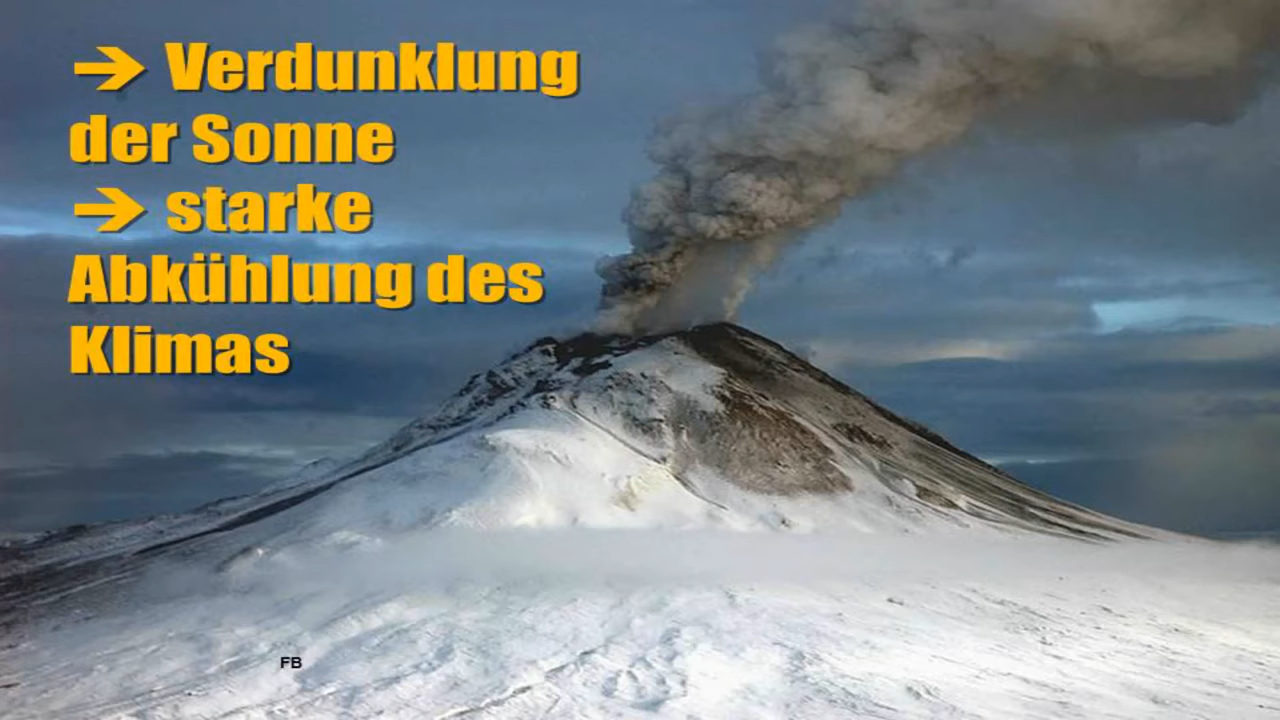 → Verdunklung
der Sonne
→ starke
Abkühlung des
Klimas
FB